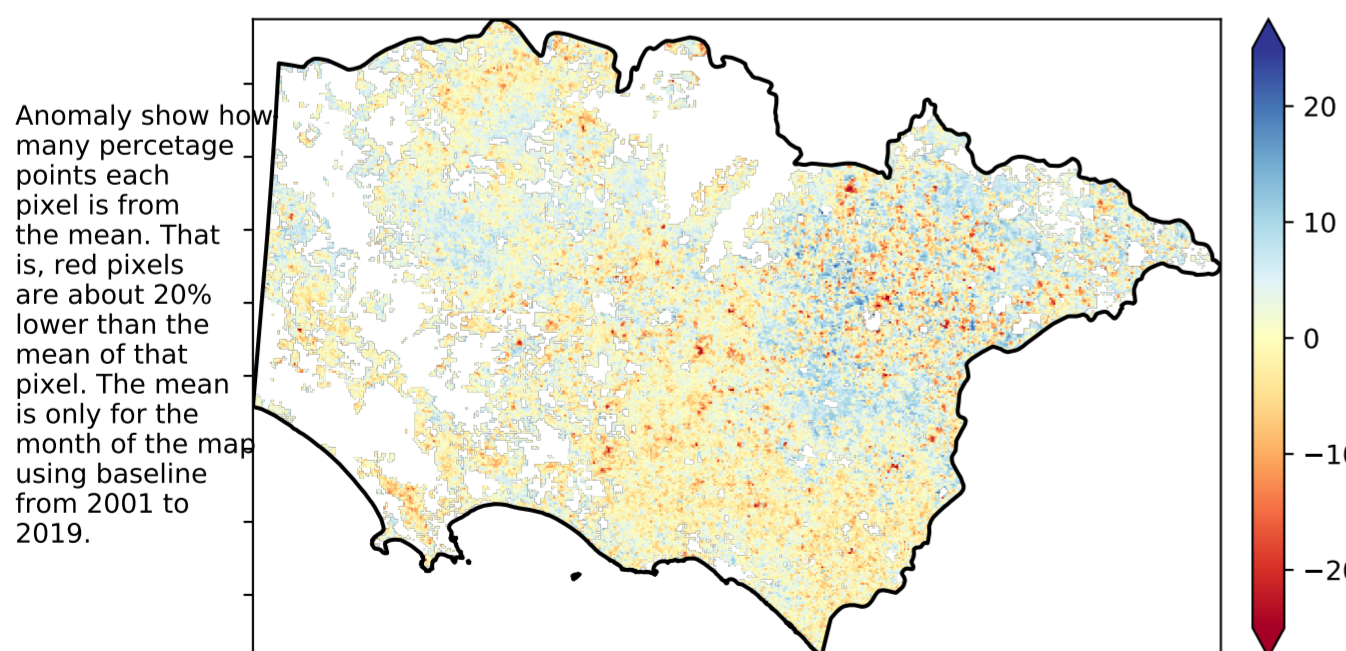 Anomaly show how
many percetage
points each
pixel is from
the mean. That
is, red pixels
are about 20%
lower than the
mean of that
pixel. The mean
is only for the
month of the map
using baseline
from 2001 to
2019.
20
10
0
−10
−20